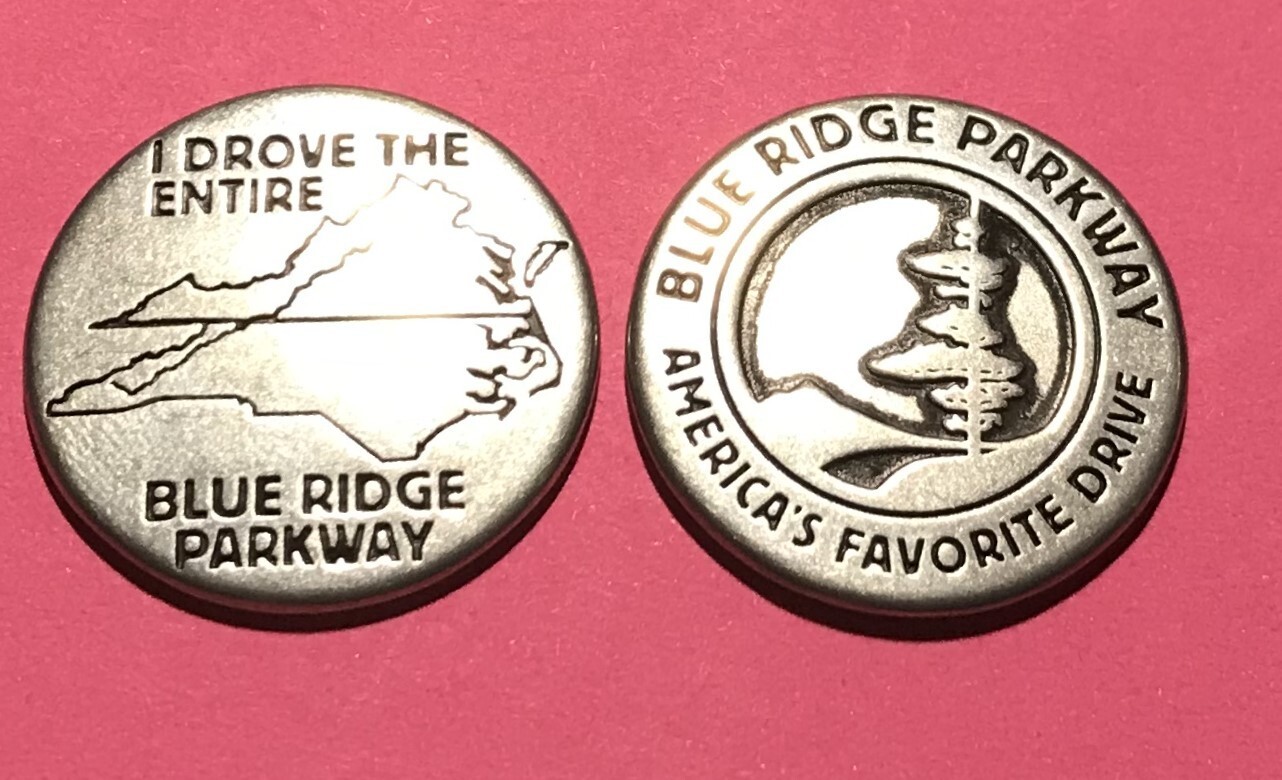 I DROVE THE
ENTIRE
BLUE RIDGE
PARKWAY
BLUE RIDGE PARKWAY
AMERICA'S FAVORITE DRIVE